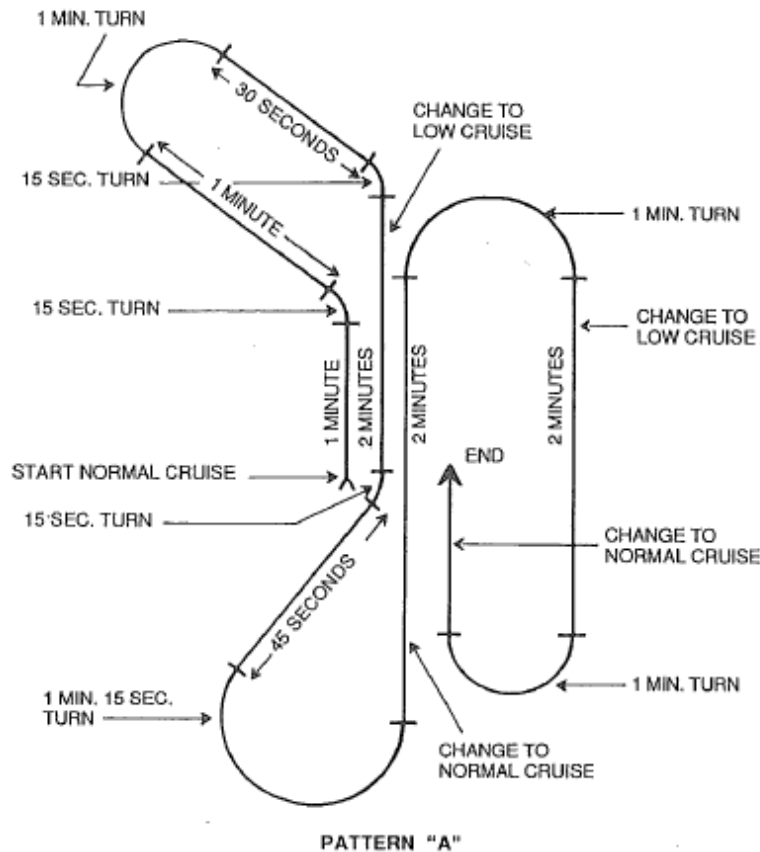 1 MIN. TURN
30 SECONDS
CHANGE TO
LOW CRUISE
15 SEC. TURN
1 MINUTE
1 MIN. TURN
15 SEC. TURN
CHANGE TO
LOW CRUISE
1 MINUTE
2 MINUTES
2 MINUTES
2 MINUTES
START NORMAL CRUISE
END
15 SEC. TURN
CHANGE TO
NORMAL CRUISE
45 SECONDS
1 MIN. 15 SEC.
TURN
1 MIN. TURN
CHANGE TO
NORMAL CRUISE
PATTERN "A"